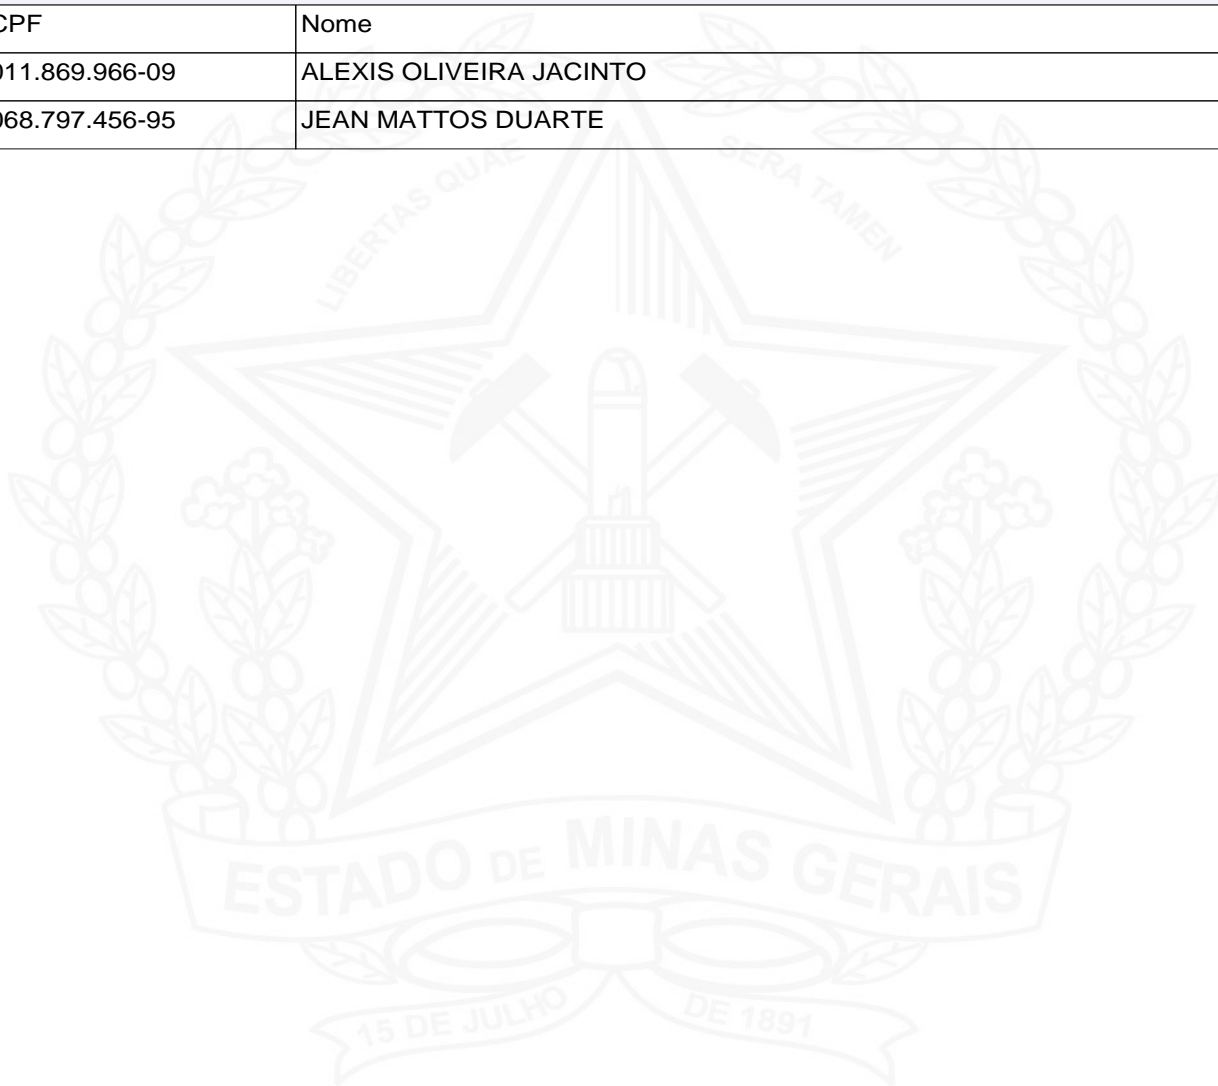 CPF Nome
011.869.966-09 ALEXIS OLIVEIRA JACINTO
068.797.456-95 JEAN MATTOS DUARTE
LIBERTAS QUAE SERA TAMEN
ESTADO DE MINAS GERAIS
15 DE JULHO DE 1891